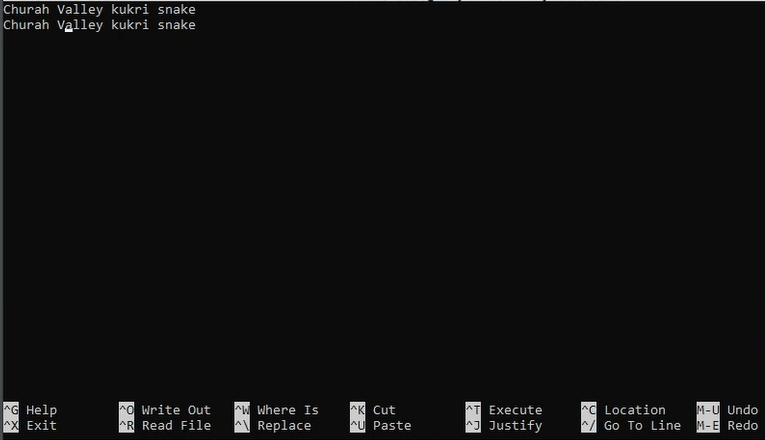 Churah Valley kukri snake
Churah Valley kukri snake
^G Help ^O Write Out ^W Where Is ^K Cut ^T Execute ^C Location M-U Undo
^X Exit ^R Read File ^\ Replace ^U Paste ^J Justify ^/ Go To Line M-E Redo